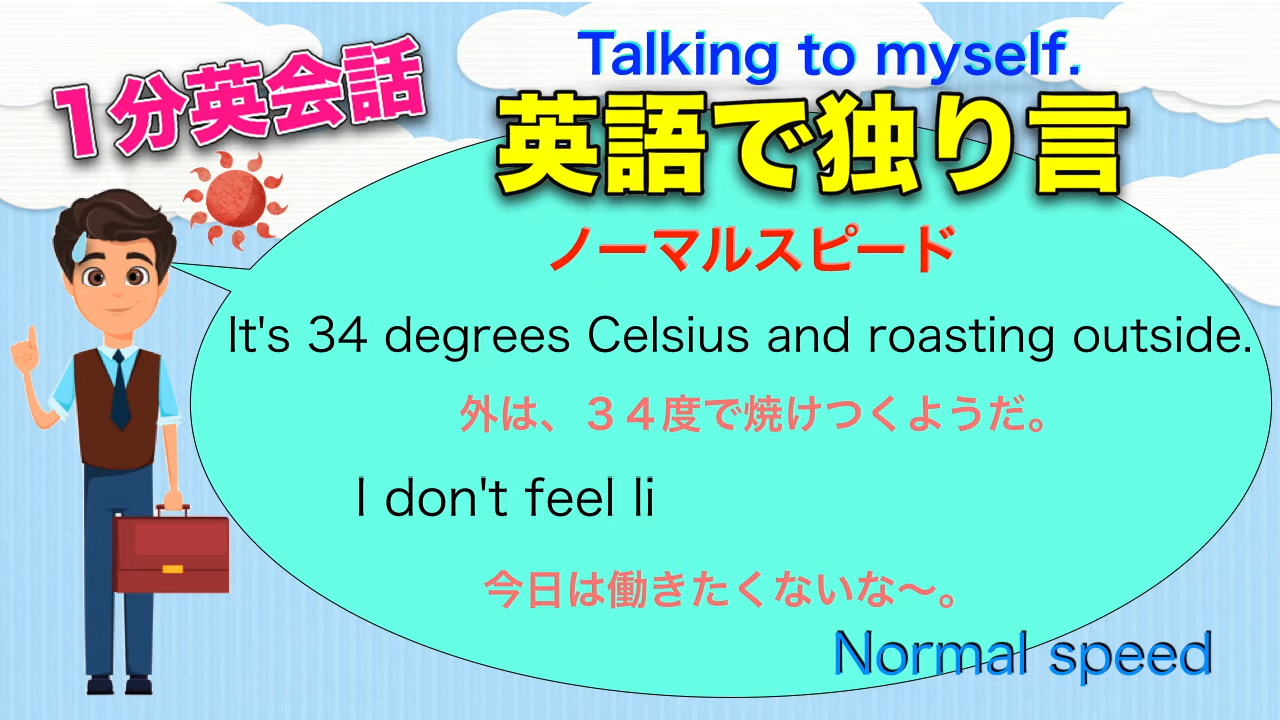 1分英会話
Talking to myself.
英語で独り言
ノーマルスピード
It's 34 degrees Celsius and roasting outside.
外は、３４度で焼けつくようだ。
I don't feel li
今日は働きたくないな〜。
Normal speed